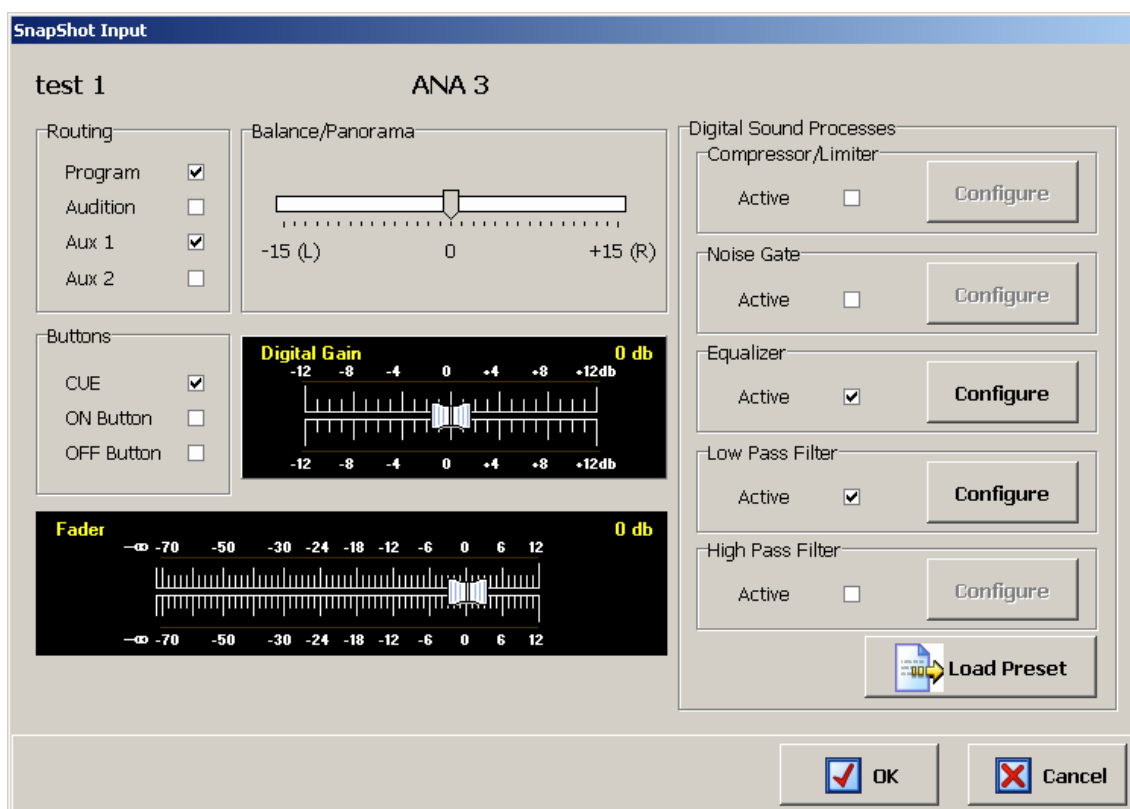 SnapShot Input
test 1
ANA 3
Routing
Program
Audition
Aux 1
Aux 2
Balance/Panorama
-15 (L) 0 +15 (R)
Buttons
CUE
ON Button
OFF Button
Digital Gain 0 db
-12 -8 -4 0 +4 +8 +12db
-12 -8 -4 0 +4 +8 +12db
Fader 0 db
-∞ -70 -50 -30 -24 -18 -12 -6 0 6 12
-∞ -70 -50 -30 -24 -18 -12 -6 0 6 12
Digital Sound Processes
Compressor/Limiter
Active Configure
Noise Gate
Active Configure
Equalizer
Active Configure
Low Pass Filter
Active Configure
High Pass Filter
Active Configure
Load Preset
OK
Cancel